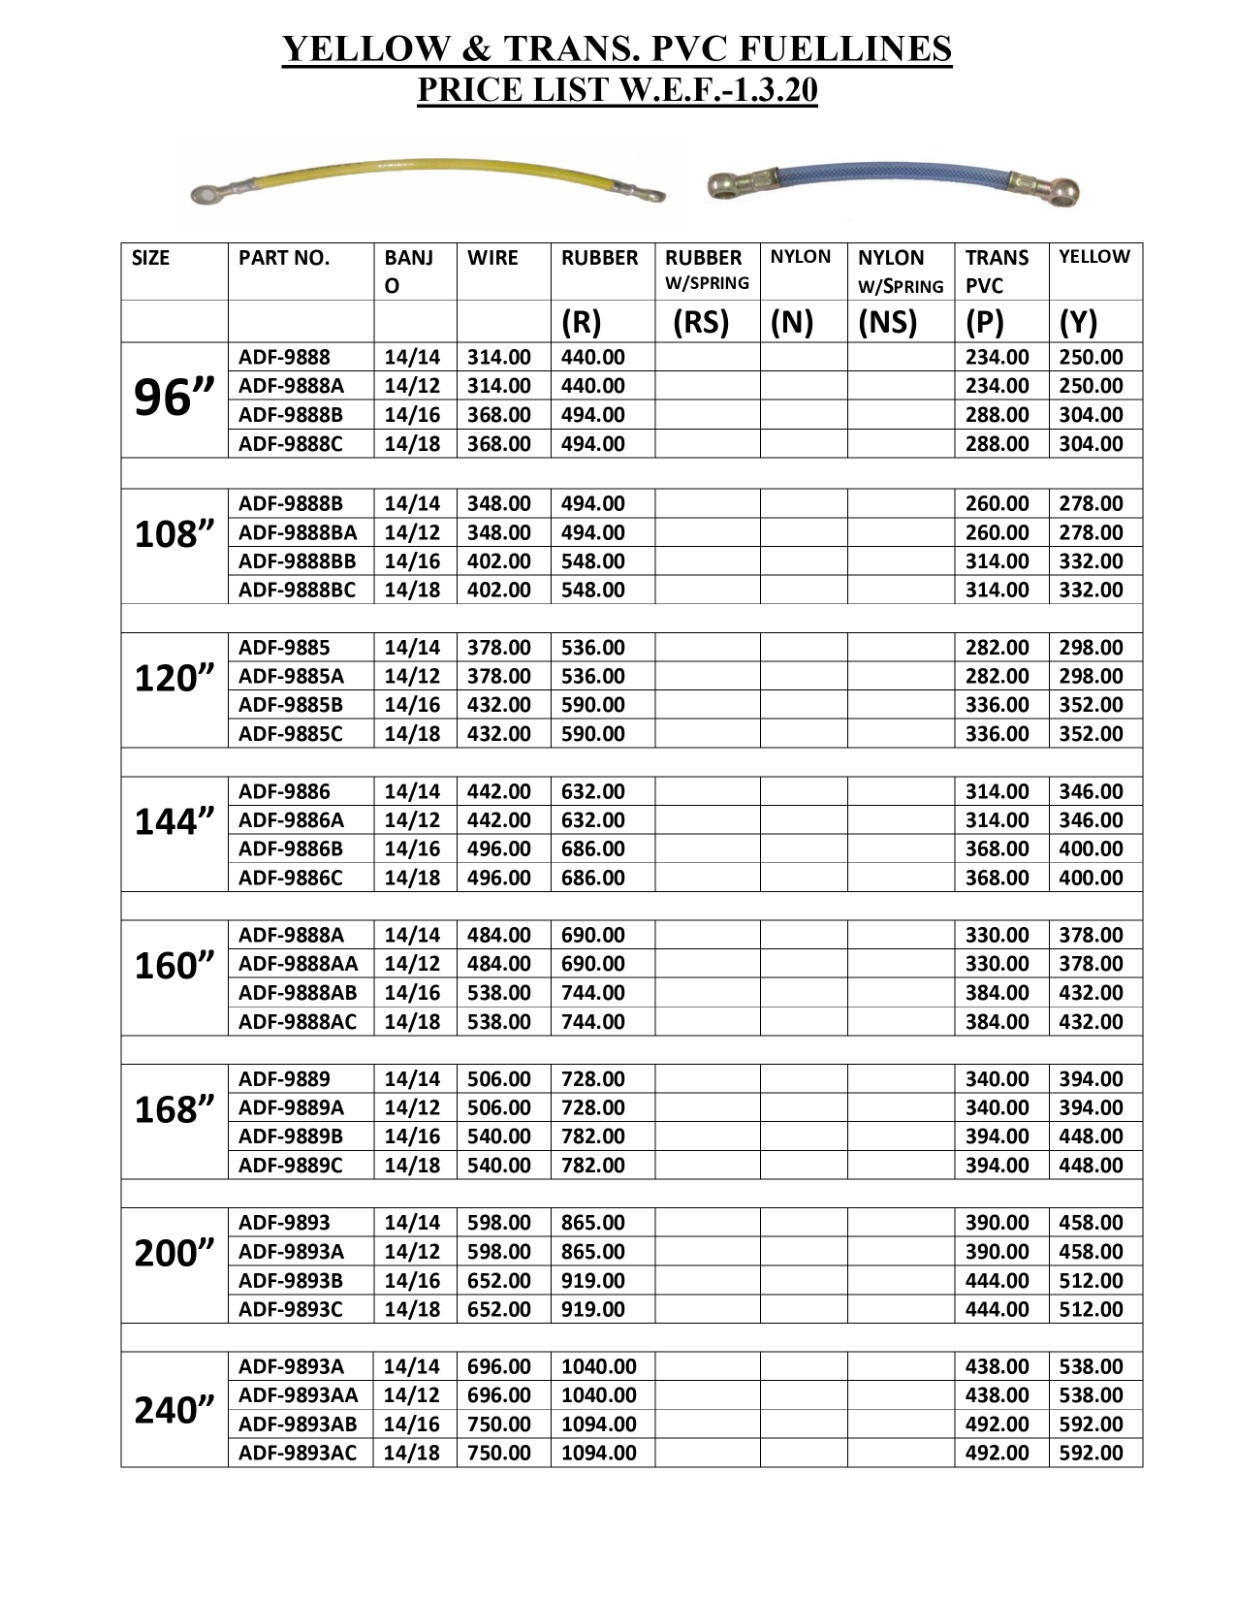 YELLOW & TRANS. PVC FUELLINES
PRICE LIST W.E.F.-1.3.20
SIZE PART NO. BANJO WIRE RUBBER RUBBER W/SPRING NYLON NYLON W/SPRING TRANS PVC YELLOW
(R) (RS) (N) (NS) (P) (Y)
96”
ADF-9888 14/14 314.00 440.00 234.00 250.00
ADF-9888A 14/12 314.00 440.00 234.00 250.00
ADF-9888B 14/16 368.00 494.00 288.00 304.00
ADF-9888C 14/18 368.00 494.00 288.00 304.00
108”
ADF-9888B 14/14 348.00 494.00 260.00 278.00
ADF-9888BA 14/12 348.00 494.00 260.00 278.00
ADF-9888BB 14/16 402.00 548.00 314.00 332.00
ADF-9888BC 14/18 402.00 548.00 314.00 332.00
120”
ADF-9885 14/14 378.00 536.00 282.00 298.00
ADF-9885A 14/12 378.00 536.00 282.00 298.00
ADF-9885B 14/16 432.00 590.00 336.00 352.00
ADF-9885C 14/18 432.00 590.00 336.00 352.00
144”
ADF-9886 14/14 442.00 632.00 314.00 346.00
ADF-9886A 14/12 442.00 632.00 314.00 346.00
ADF-9886B 14/16 496.00 686.00 368.00 400.00
ADF-9886C 14/18 496.00 686.00 368.00 400.00
160”
ADF-9888A 14/14 484.00 690.00 330.00 378.00
ADF-9888AA 14/12 484.00 690.00 330.00 378.00
ADF-9888AB 14/16 538.00 744.00 384.00 432.00
ADF-9888AC 14/18 538.00 744.00 384.00 432.00
168”
ADF-9889 14/14 506.00 728.00 340.00 394.00
ADF-9889A 14/12 506.00 728.00 340.00 394.00
ADF-9889B 14/16 540.00 782.00 394.00 448.00
ADF-9889C 14/18 540.00 782.00 394.00 448.00
200”
ADF-9893 14/14 598.00 865.00 390.00 458.00
ADF-9893A 14/12 598.00 865.00 390.00 458.00
ADF-9893B 14/16 652.00 919.00 444.00 512.00
ADF-9893C 14/18 652.00 919.00 444.00 512.00
240”
ADF-9893A 14/14 696.00 1040.00 438.00 538.00
ADF-9893AA 14/12 696.00 1040.00 438.00 538.00
ADF-9893AB 14/16 750.00 1094.00 492.00 592.00
ADF-9893AC 14/18 750.00 1094.00 492.00 592.00